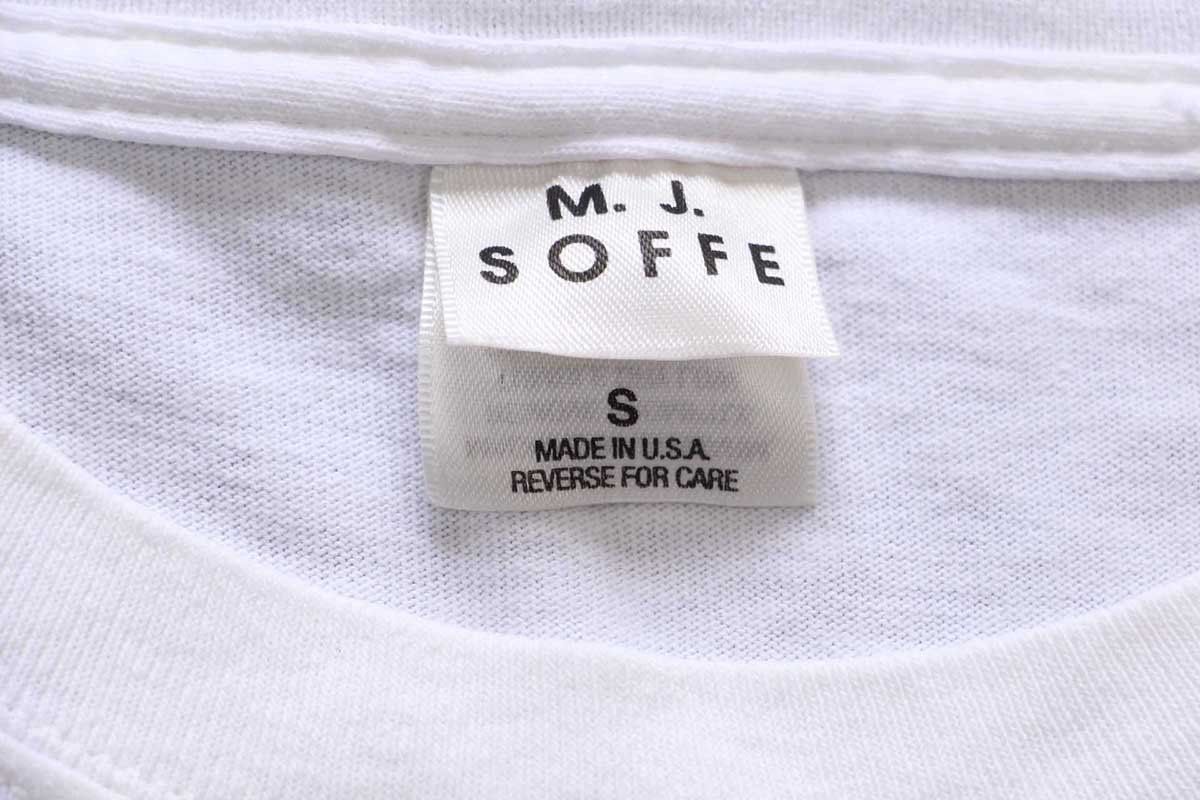 M. J.
SOFFE
S
MADE IN U.S.A.
REVERSE FOR CARE